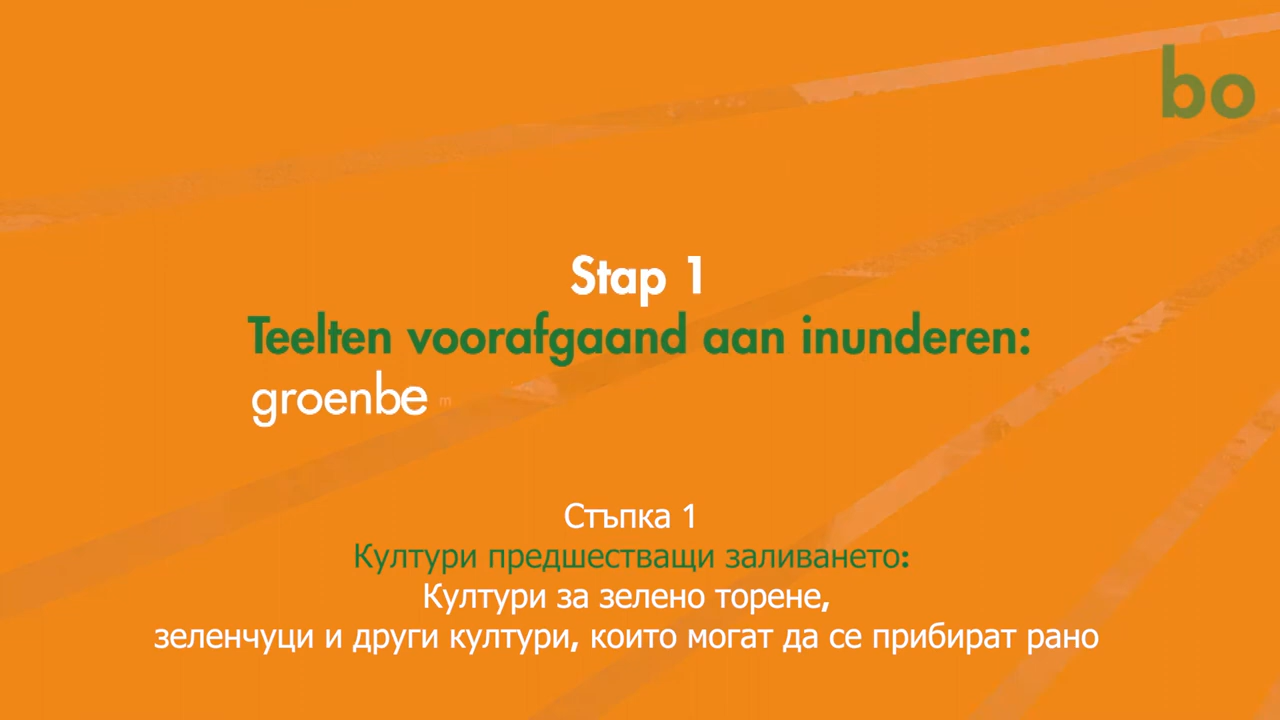 bo
Stap 1
Teelten voorafgaand aan inunderen:
groenbe m
Стъпка 1
Култури предшестващи заливането:
Култури за зелено торене,
зеленчуци и други култури, които могат да се прибират рано